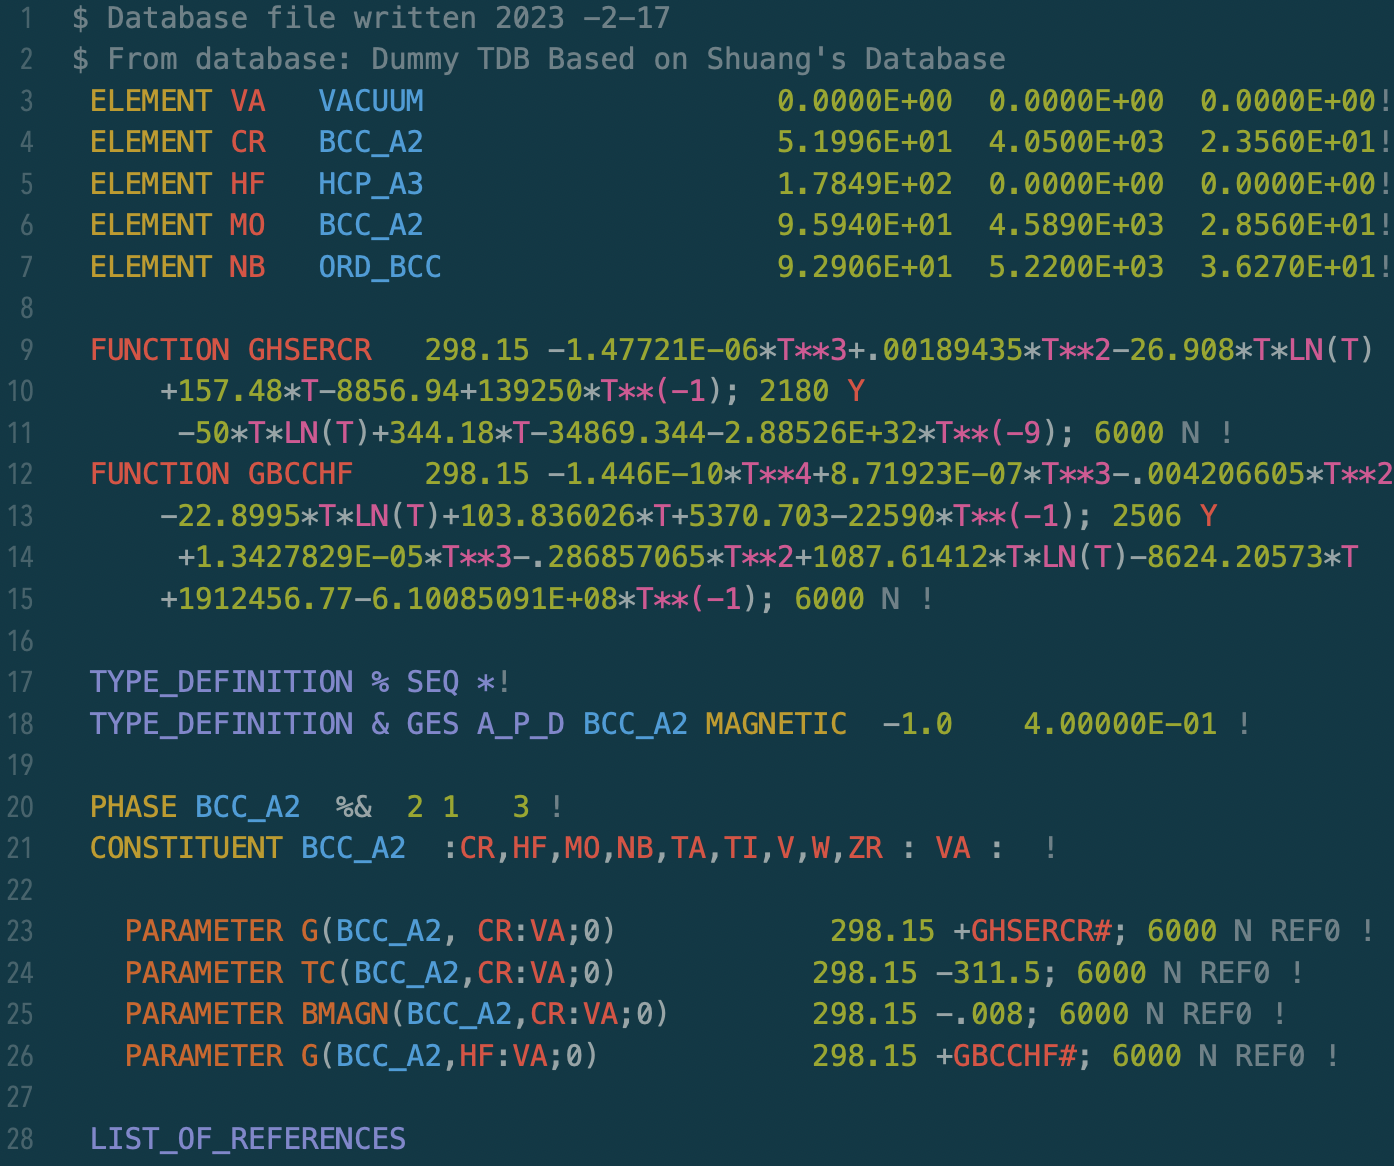 1 $ Database file written 2023 -2-17
2 $ From database: Dummy TDB Based on Shuang's Database
3 ELEMENT VA VACUUM 0.0000E+00 0.0000E+00 0.0000E+00!
4 ELEMENT CR BCC_A2 5.1996E+01 4.0500E+03 2.3560E+01!
5 ELEMENT HF HCP_A3 1.7849E+02 0.0000E+00 0.0000E+00!
6 ELEMENT MO BCC_A2 9.5940E+01 4.5890E+03 2.8560E+01!
7 ELEMENT NB ORD_BCC 9.2906E+01 5.2200E+03 3.6270E+01!
8
9 FUNCTION GHSERCR 298.15 -1.47721E-06*T**3+.00189435*T**2-26.908*T*LN(T)
10 +157.48*T-8856.94+139250*T**(-1); 2180 Y
11 -50*T*LN(T)+344.18*T-34869.344-2.88526E+32*T**(-9); 6000 N !
12 FUNCTION GBCCHF 298.15 -1.446E-10*T**4+8.71923E-07*T**3-.004206605*T**2
13 -22.8995*T*LN(T)+103.836026*T+5370.703-22590*T**(-1); 2506 Y
14 +1.3427829E-05*T**3-.286857065*T**2+1087.61412*T*LN(T)-8624.20573*T
15 +1912456.77-6.10085091E+08*T**(-1); 6000 N !
16
17 TYPE_DEFINITION % SEQ *!
18 TYPE_DEFINITION & GES A_P_D BCC_A2 MAGNETIC -1.0 4.00000E-01 !
19
20 PHASE BCC_A2 %& 2 1 3 !
21 CONSTITUENT BCC_A2 :CR,HF,MO,NB,TA,TI,V,W,ZR : VA : !
22
23 PARAMETER G(BCC_A2, CR:VA;0) 298.15 +GHSERCR#; 6000 N REF0 !
24 PARAMETER TC(BCC_A2,CR:VA;0) 298.15 -311.5; 6000 N REF0 !
25 PARAMETER BMAGN(BCC_A2,CR:VA;0) 298.15 -.008; 6000 N REF0 !
26 PARAMETER G(BCC_A2,HF:VA;0) 298.15 +GBCCHF#; 6000 N REF0 !
27
28 LIST_OF_REFERENCES